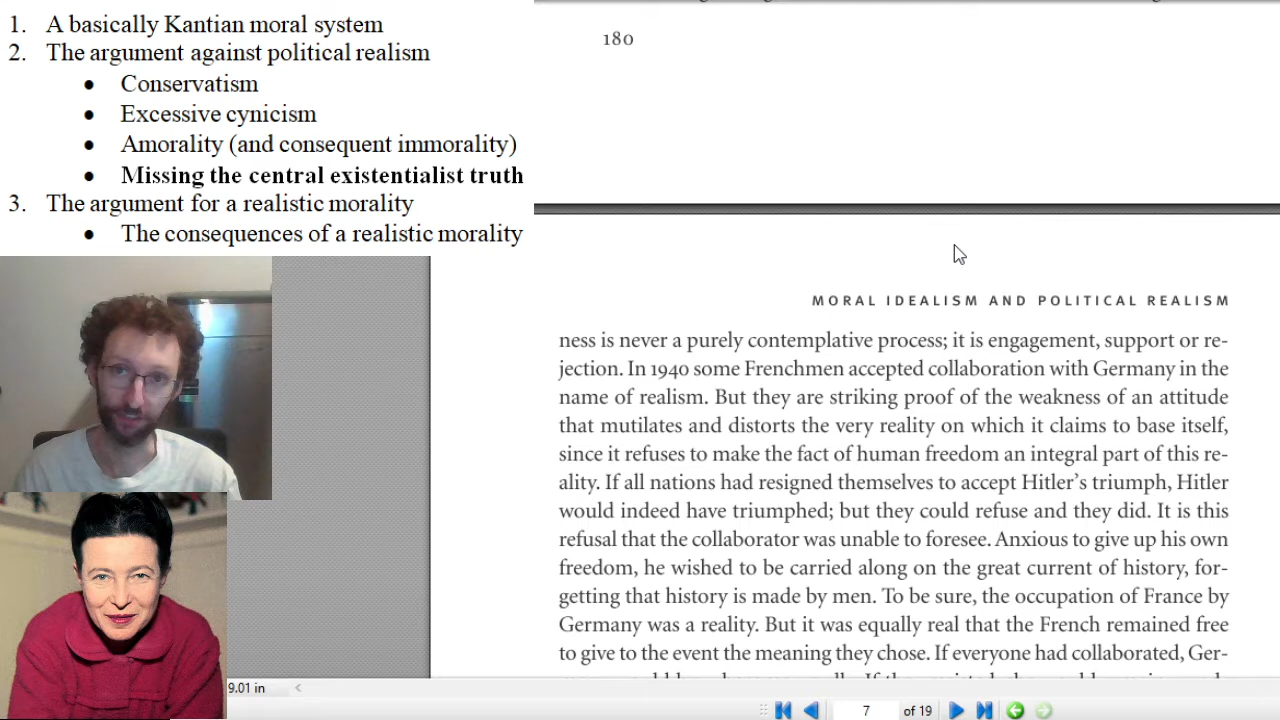 1. A basically Kantian moral system
2. The argument against political realism
• Conservatism
• Excessive cynicism
• Amorality (and consequent immorality)
• Missing the central existentialist truth
3. The argument for a realistic morality
• The consequences of a realistic morality
180
MORAL IDEALISM AND POLITICAL REALISM
ness is never a purely contemplative process; it is engagement, support or re-
jection. In 1940 some Frenchmen accepted collaboration with Germany in the
name of realism. But they are striking proof of the weakness of an attitude
that mutilates and distorts the very reality on which it claims to base itself,
since it refuses to make the fact of human freedom an integral part of this re-
ality. If all nations had resigned themselves to accept Hitler's triumph, Hitler
would indeed have triumphed; but they could refuse and they did. It is this
refusal that the collaborator was unable to foresee. Anxious to give up his own
freedom, he wished to be carried along on the great current of history, for-
getting that history is made by men. To be sure, the occupation of France by
Germany was a reality. But it was equally real that the French remained free
to give to the event the meaning they chose. If everyone had collaborated, Ger-
9.01 in
7 of 19